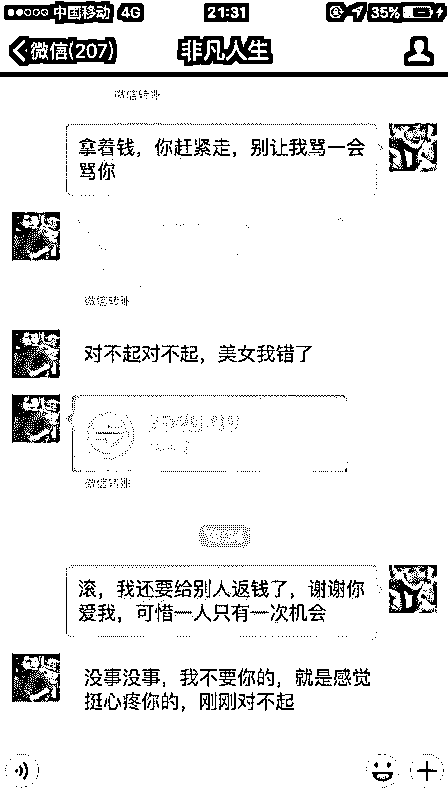 中国移动 4G 21:31 35%
微信(207) 非凡人生
微信转账
拿着钱，你赶紧走，别让我骂一会
骂你
微信转账
对不起对不起，美女我错了
微信转账
滚，我还要给别人返钱了，谢谢你
爱我，可惜一人只有一次机会
没事没事，我不要你的，就是感觉
挺心疼你的，刚刚对不起